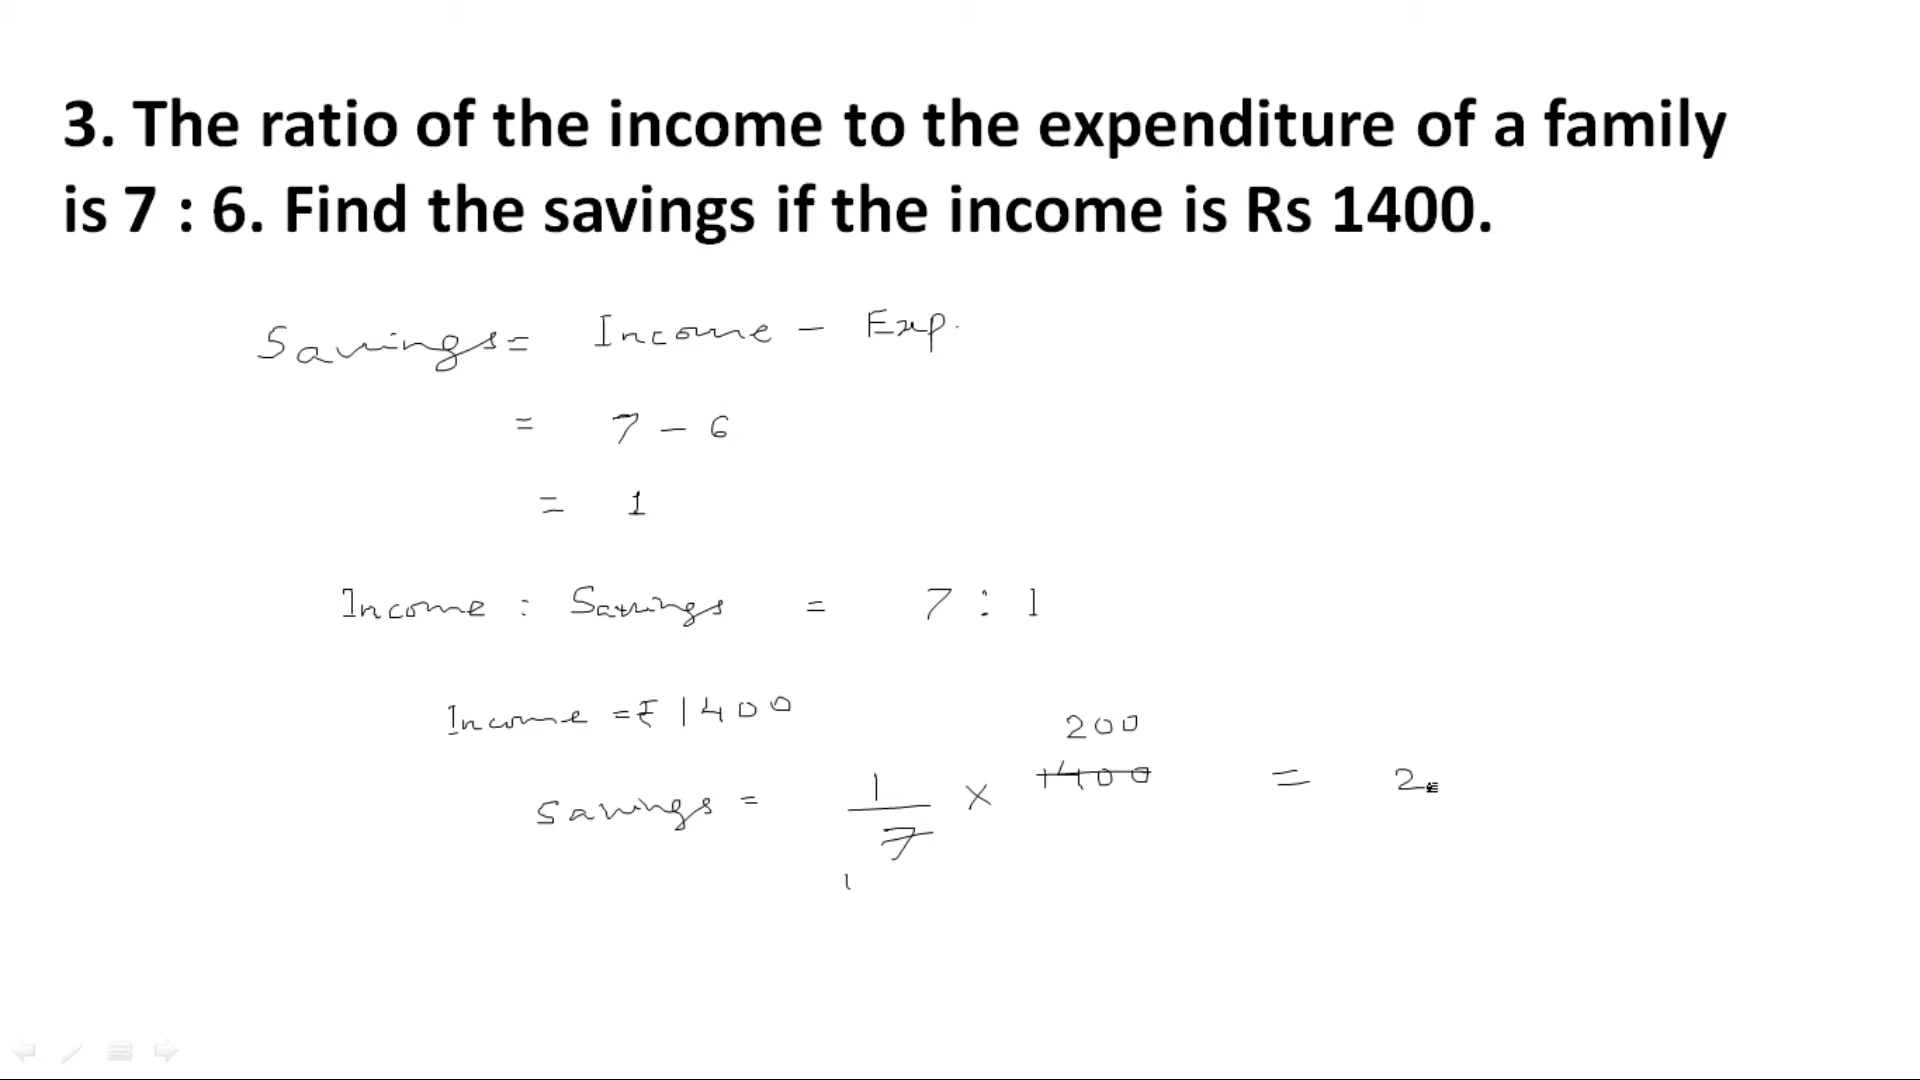 3. The ratio of the income to the expenditure of a family
is 7 : 6. Find the savings if the income is Rs 1400.
Savings = Income - Exp.
= 7 - 6
= 1
Income : Savings = 7 : 1
Income = ₹ 1400
200
Savings = 1/7 × 1400 = 2
1